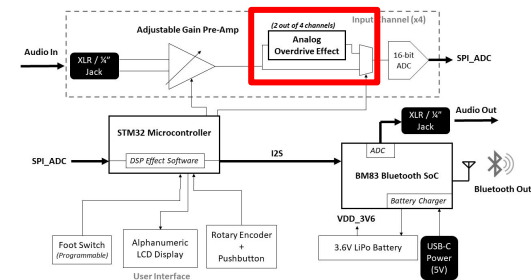 Input Channel (x4)
Adjustable Gain Pre-Amp
(2 out of 4 channels)
Analog
Overdrive Effect
Audio In
XLR / ¼"
Jack
16-bit
ADC
SPI_ADC
STM32 Microcontroller
DSP Effect Software
SPI_ADC
I2S
XLR / ¼"
Jack
Audio Out
ADC
BM83 Bluetooth SoC
Battery Charger
Bluetooth Out
VDD_3V6
Foot Switch
(Programmable)
Alphanumeric
LCD Display
Rotary Encoder
+
Pushbutton
3.6V LiPo Battery
USB-C
Power
(5V)
User Interface